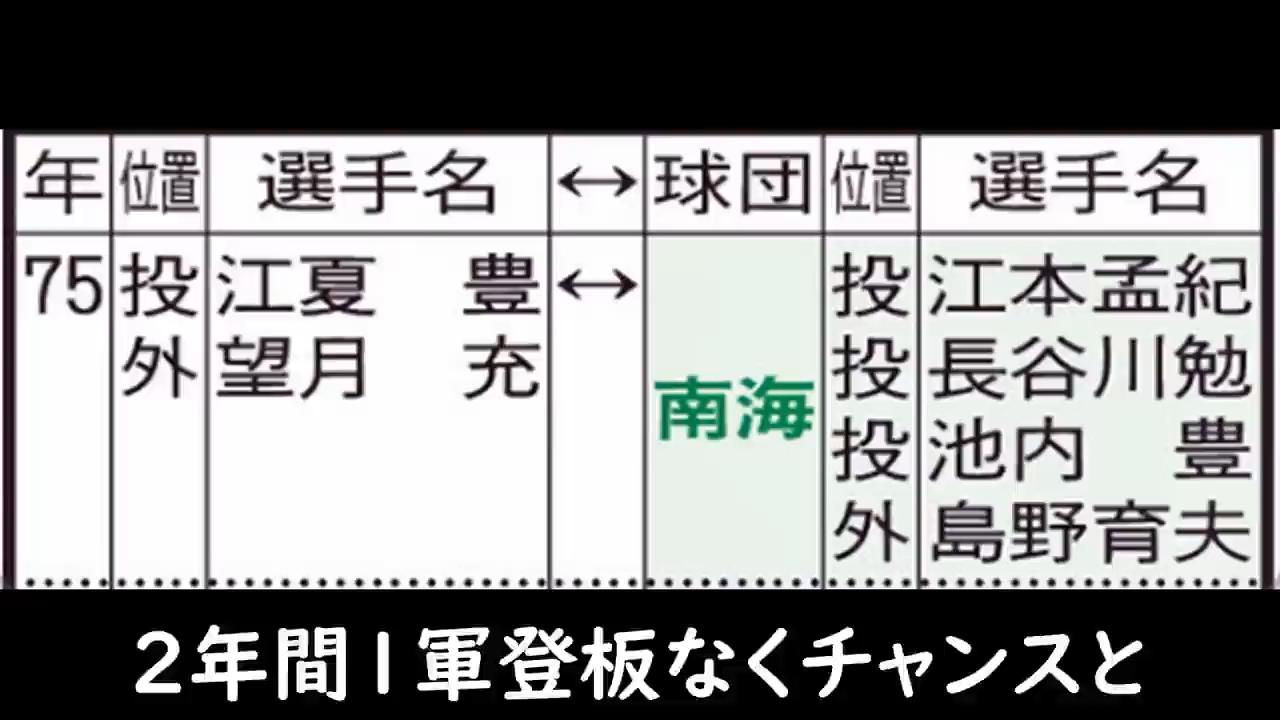 年 位置 選手名 ↔ 球団 位置 選手名
75 投 江夏 豊 ↔ 南海 投 江本孟紀
外 望月 充 投 長谷川勉
投 池内 豊
外 島野育夫
2年間1軍登板なくチャンスと